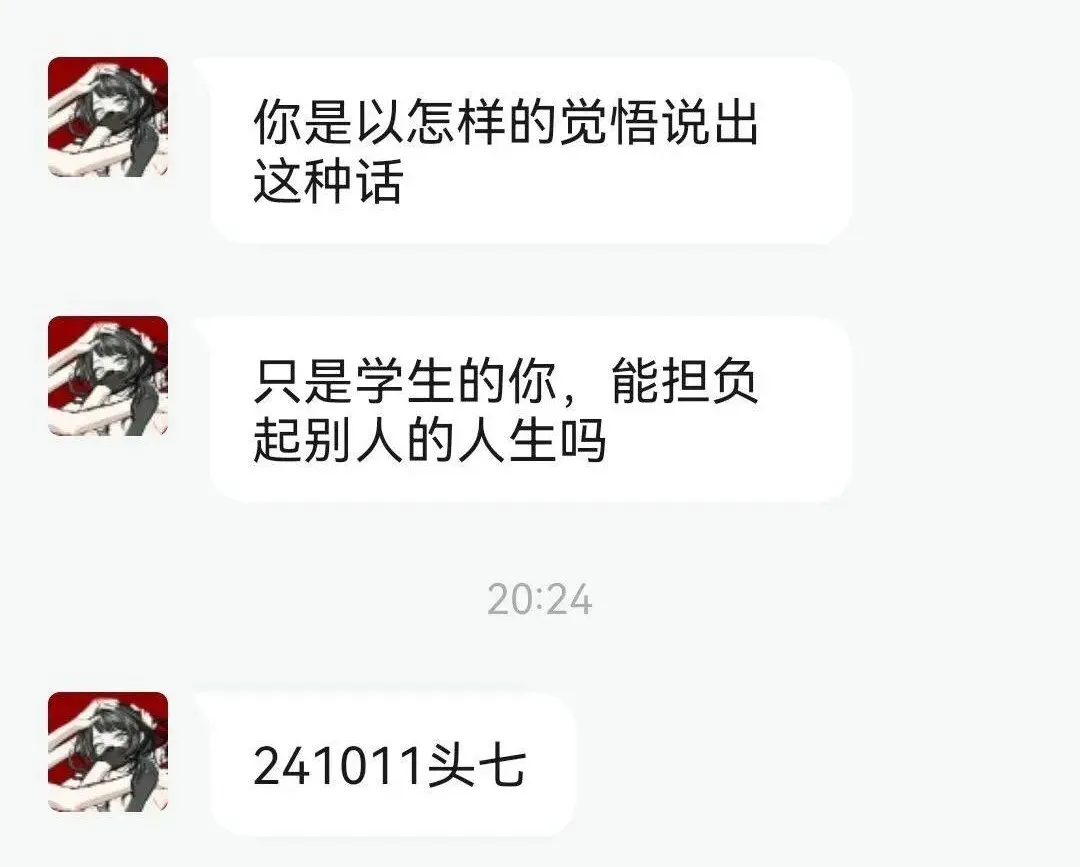 你是以怎样的觉悟说出
这种话
只是学生的你，能担负
起别人的人生吗
20:24
241011头七